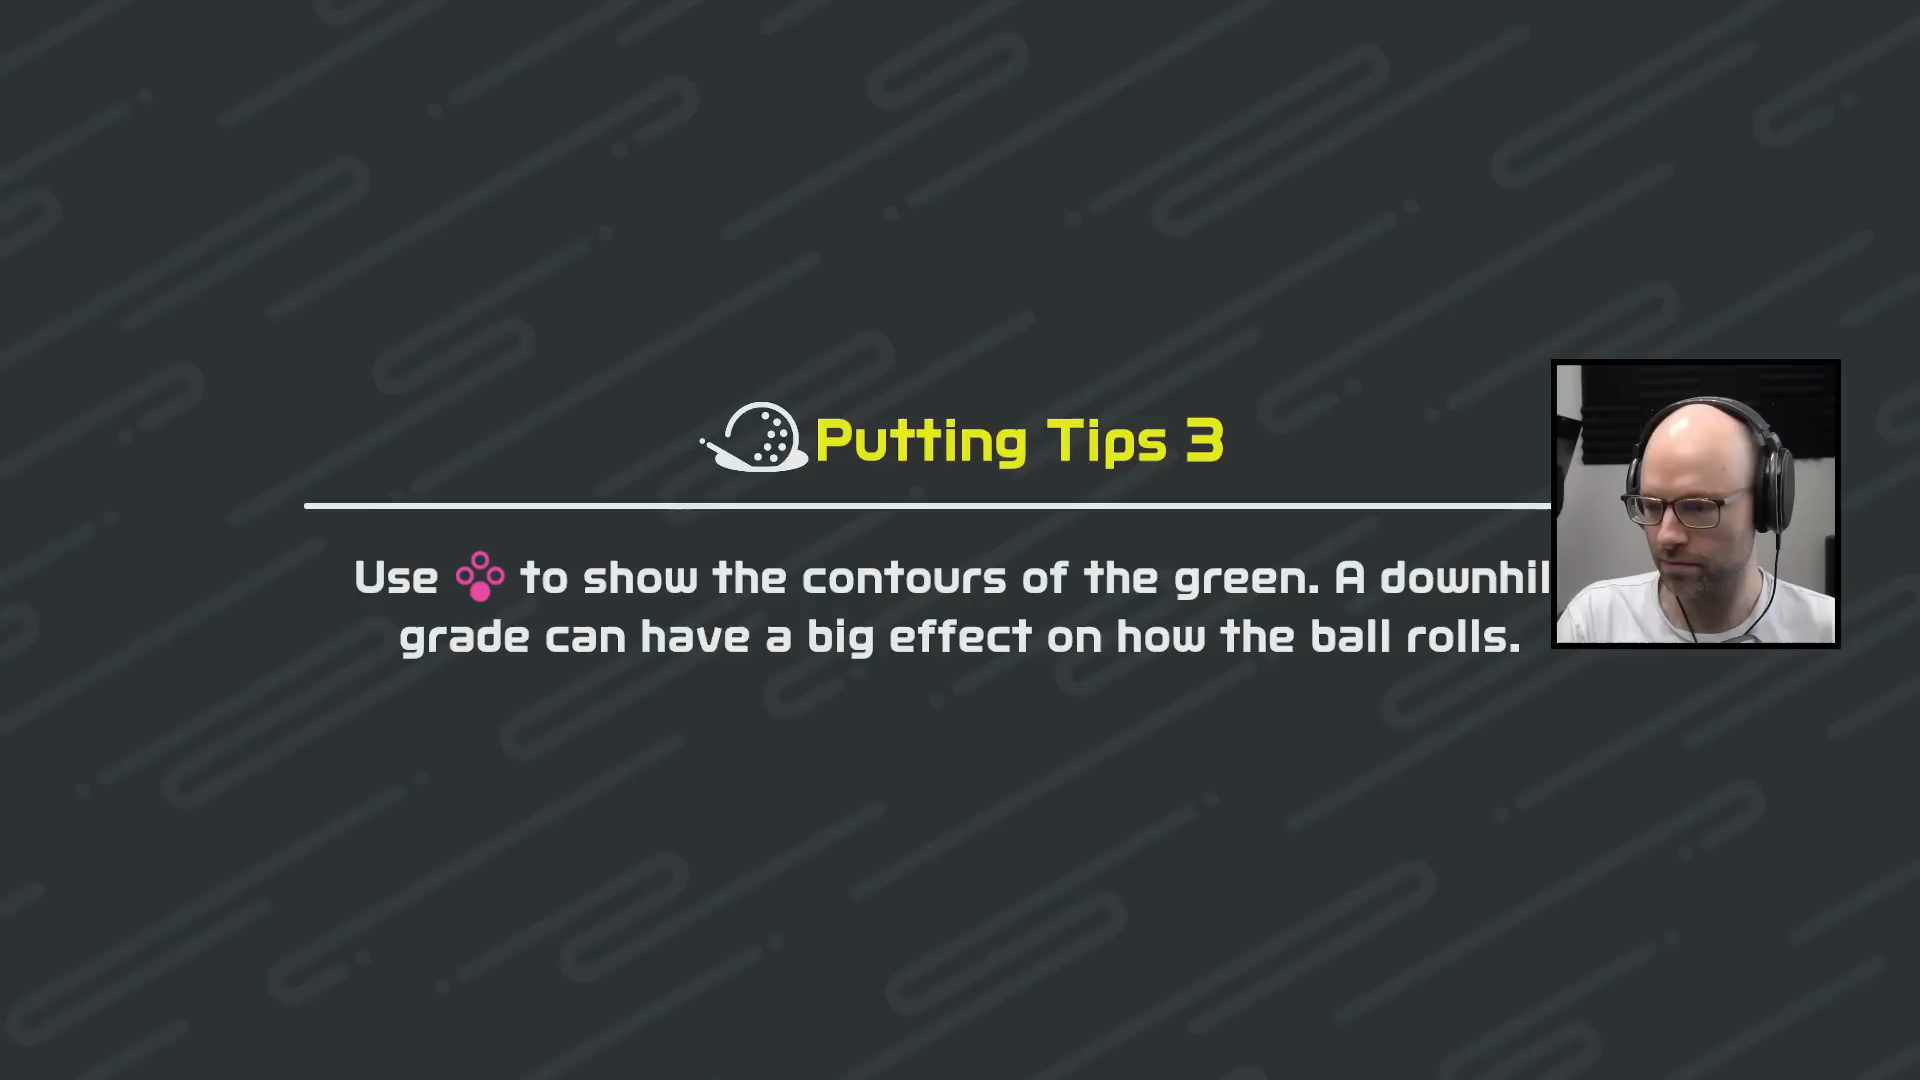 Putting Tips 3
Use to show the contours of the green. A downhil
grade can have a big effect on how the ball rolls.